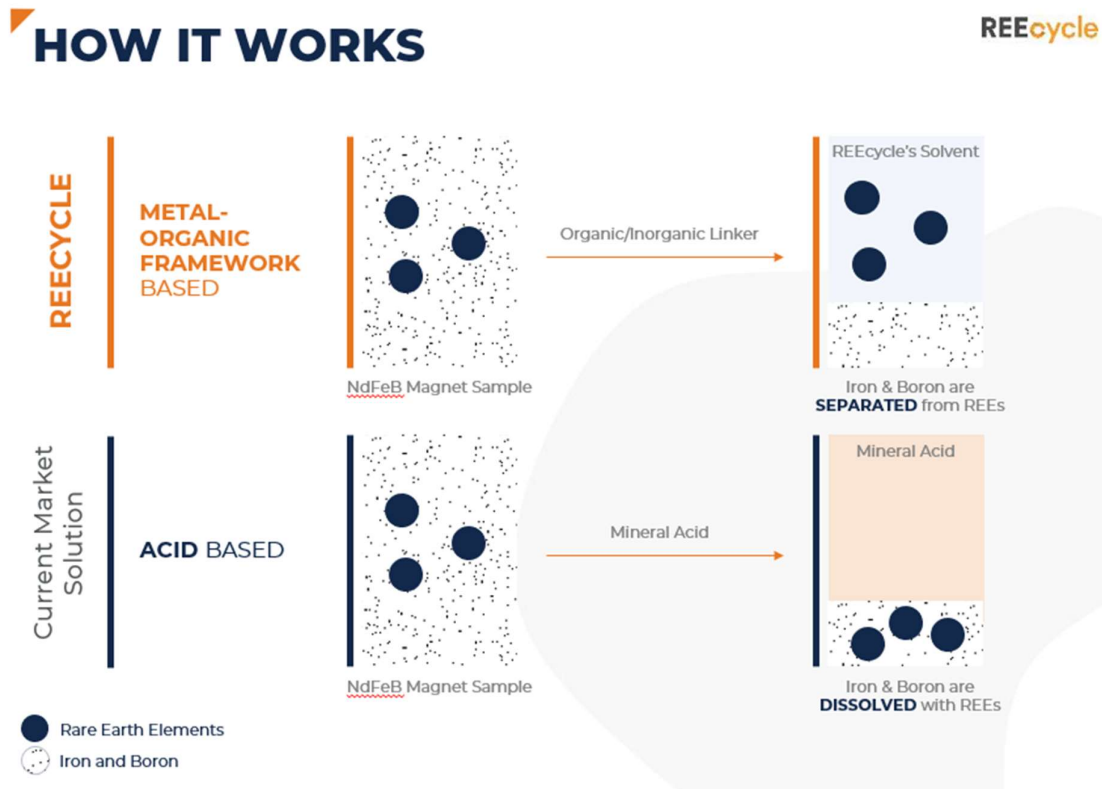 HOW IT WORKS
REEcycle
REECYCLE
METAL-
ORGANIC
FRAMEWORK
BASED
NdFeB Magnet Sample
Organic/Inorganic Linker
REEcycle's Solvent
Iron & Boron are
SEPARATED from REEs
Current Market
Solution
ACID BASED
NdFeB Magnet Sample
Mineral Acid
Mineral Acid
Iron & Boron are
DISSOLVED with REEs
Rare Earth Elements
Iron and Boron